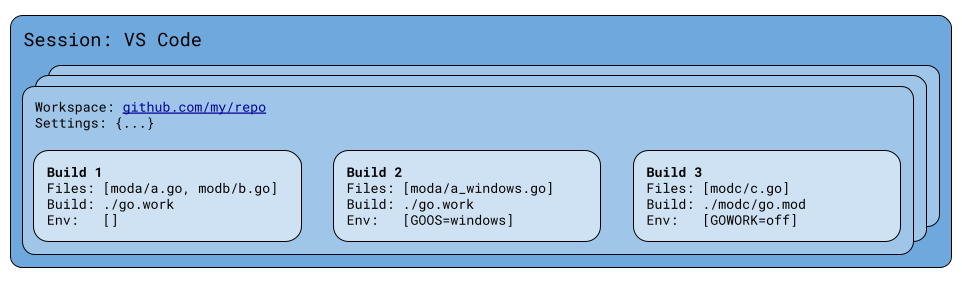 Session: VS Code
Workspace: github.com/my/repo
Settings: {...}
Build 1
Files: [moda/a.go, modb/b.go]
Build: ./go.work
Env: []
Build 2
Files: [moda/a_windows.go]
Build: ./go.work
Env: [GOOS=windows]
Build 3
Files: [modc/c.go]
Build: ./modc/go.mod
Env: [GOWORK=off]